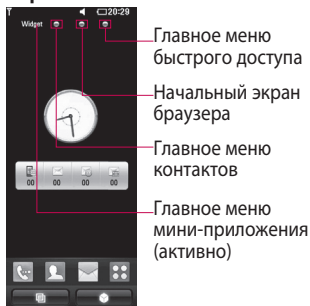 20:29
Widget
00 00 00 00
Главное меню
быстрого доступа
Начальный экран
браузера
Главное меню
контактов
Главное меню
мини-приложения
(активно)